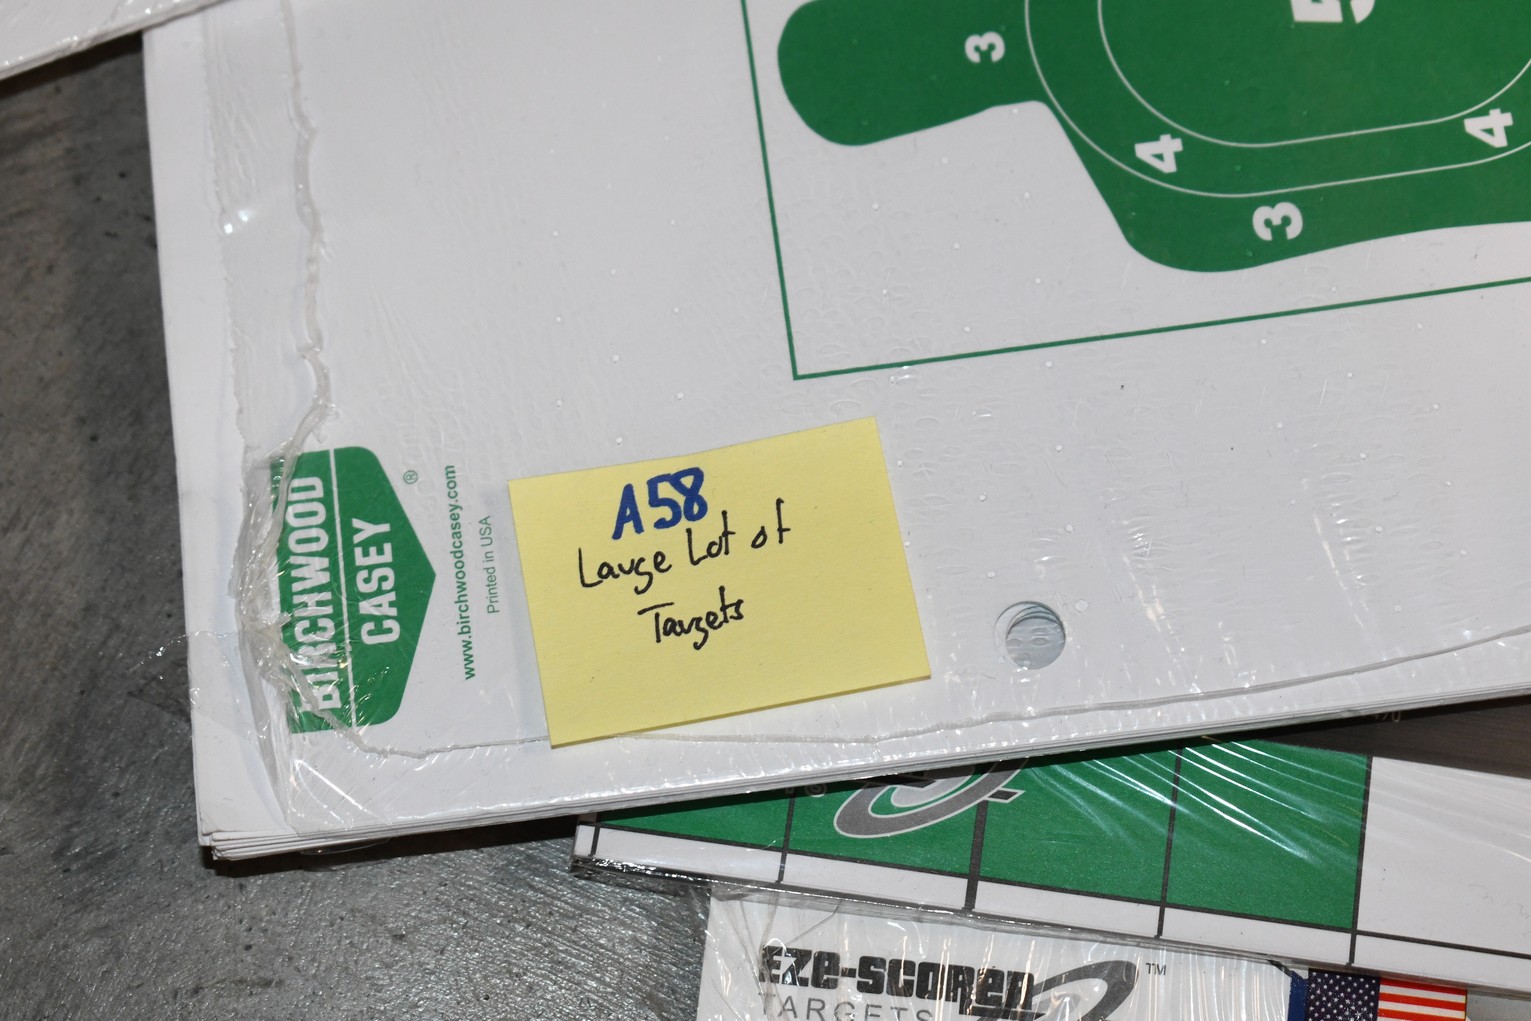 3
4
4
3
BIRCHWOOD
CASEY
®
www.birchwoodcasey.com
Printed in USA
A58
Lauge Lot of
Taugets
EZE-SCORER
TARGETS
™